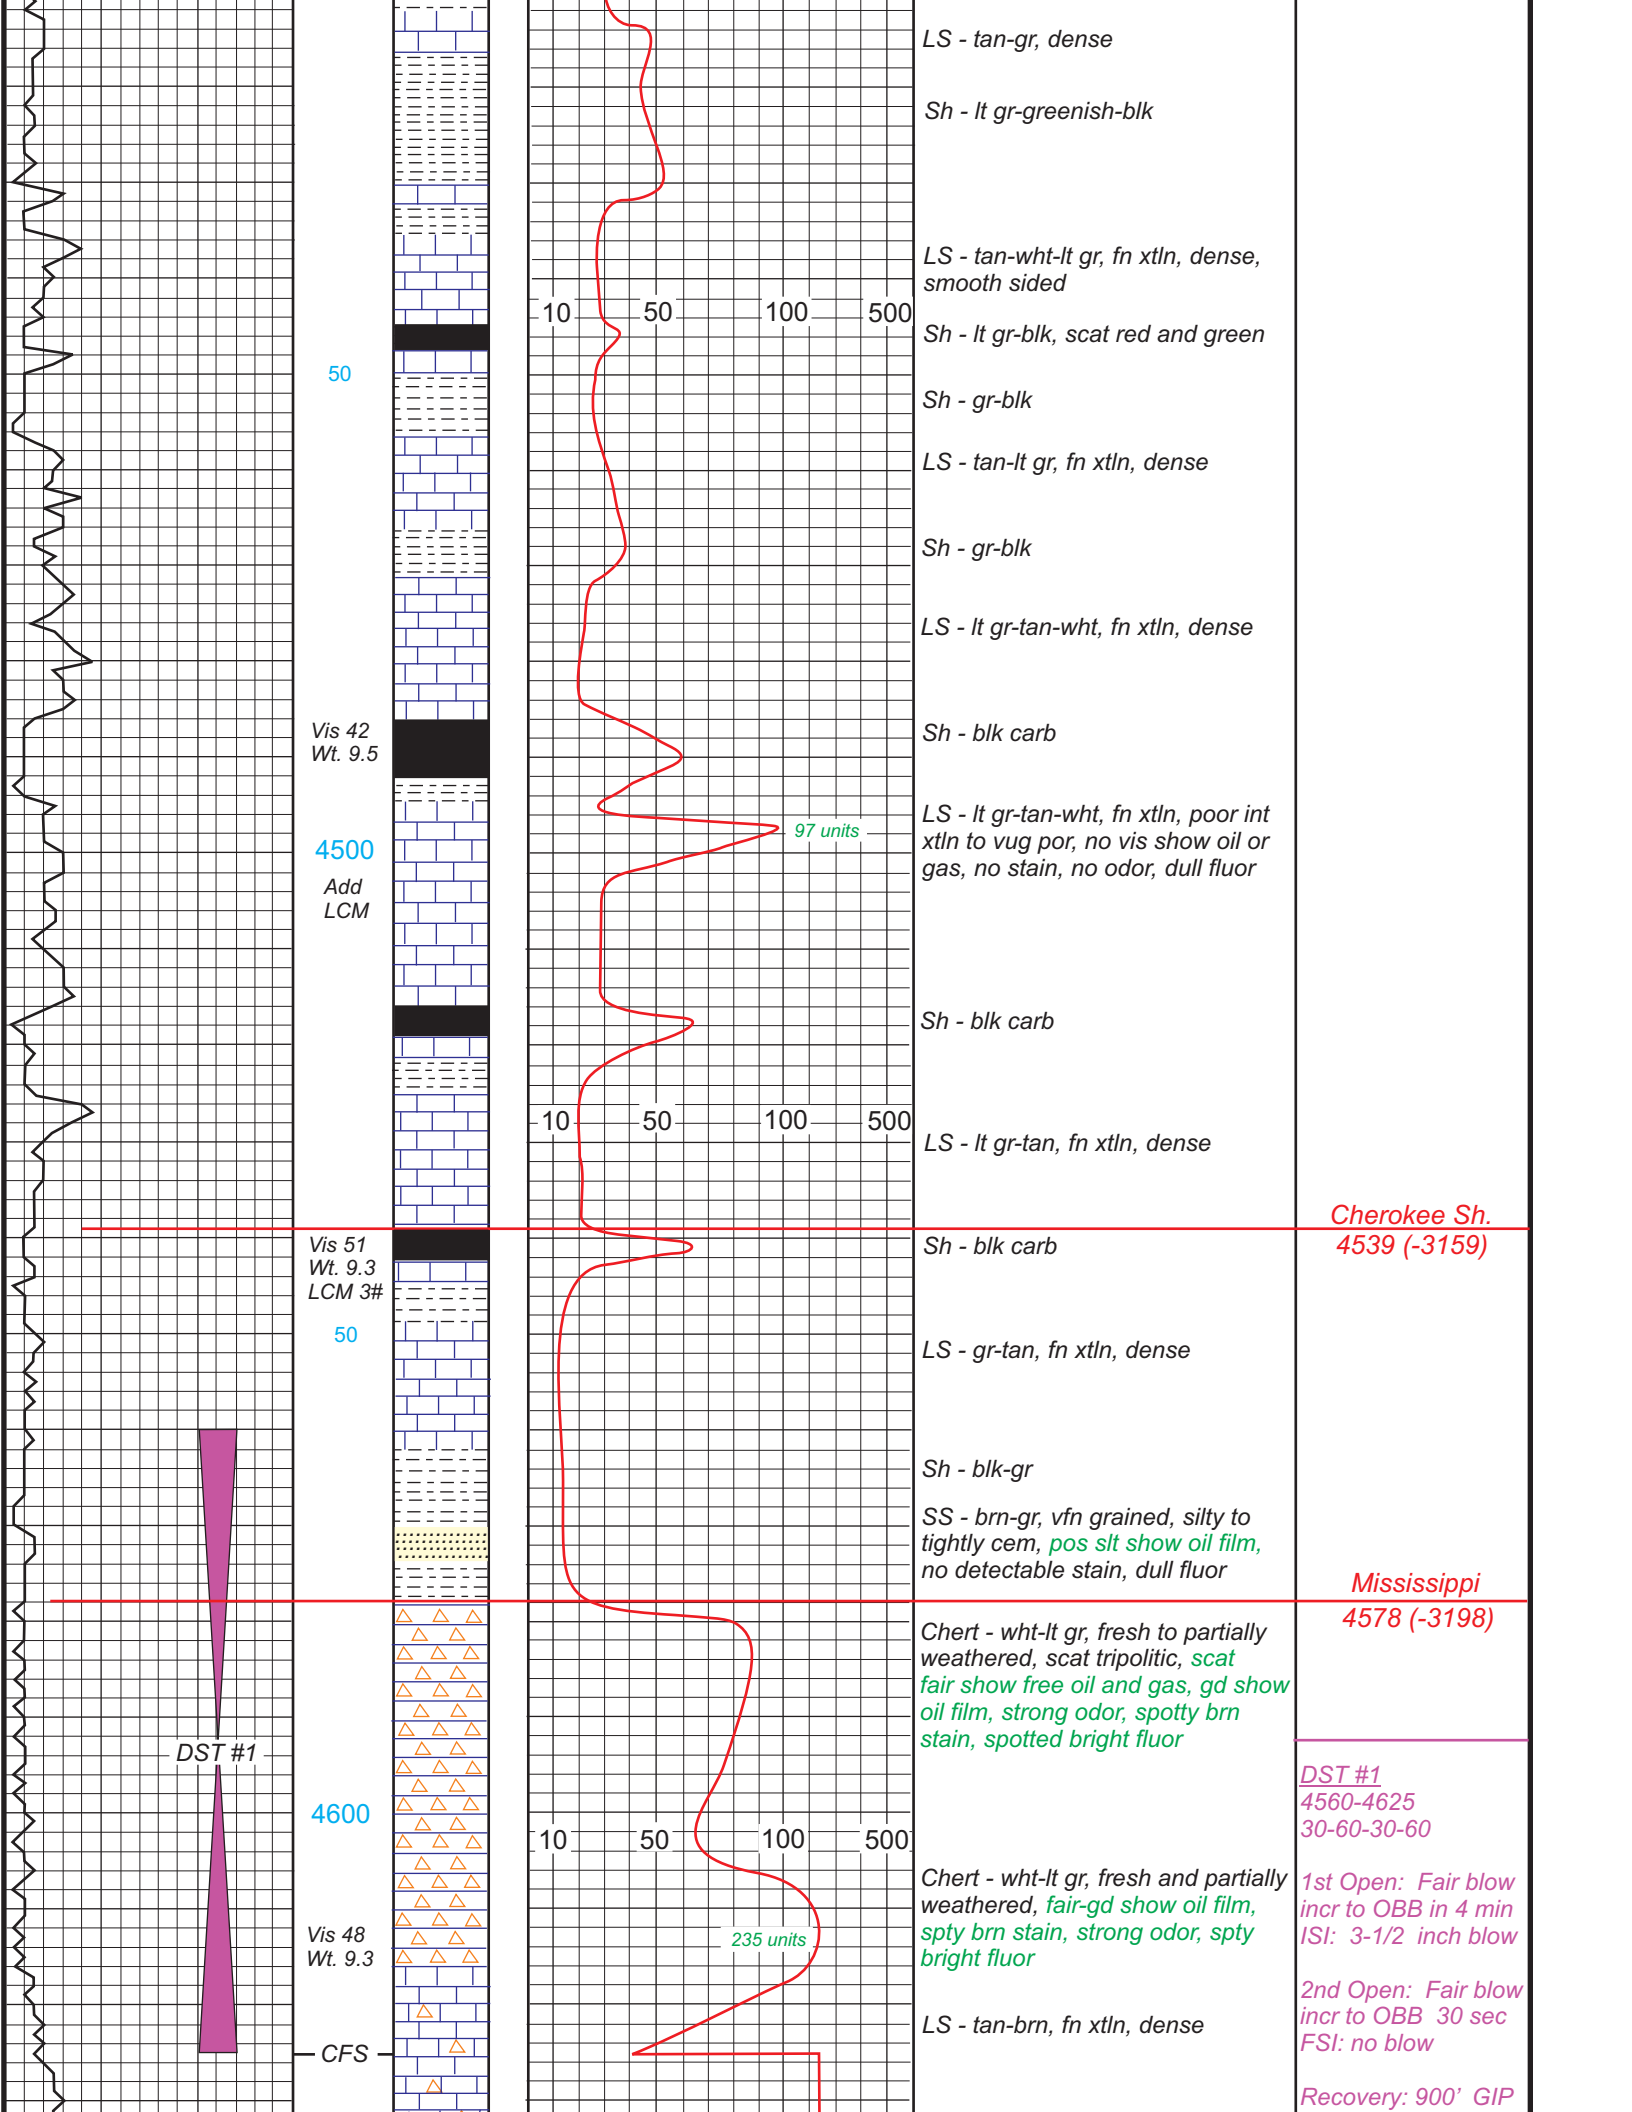 LS - tan-gr, dense
Sh - lt gr-greenish-blk
LS - tan-wht-lt gr, fn xtln, dense,
smooth sided
10 50 100 500
Sh - lt gr-blk, scat red and green
50
Sh - gr-blk
LS - tan-lt gr, fn xtln, dense
Sh - gr-blk
LS - lt gr-tan-wht, fn xtln, dense
Vis 42
Wt. 9.5
Sh - blk carb
97 units
LS - lt gr-tan-wht, fn xtln, poor int
xtln to vug por, no vis show oil or
gas, no stain, no odor, dull fluor
4500
Add
LCM
Sh - blk carb
10 50 100 500
LS - lt gr-tan, fn xtln, dense
Cherokee Sh.
4539 (-3159)
Vis 51
Wt. 9.3
LCM 3#
Sh - blk carb
50
LS - gr-tan, fn xtln, dense
Sh - blk-gr
SS - brn-gr, vfn grained, silty to
tightly cem, pos slt show oil film,
no detectable stain, dull fluor
Mississippi
4578 (-3198)
Chert - wht-lt gr, fresh to partially
weathered, scat tripolitic, scat
fair show free oil and gas, gd show
oil film, strong odor, spotty brn
stain, spotted bright fluor
DST #1
4600
10 50 100 500
Chert - wht-lt gr, fresh and partially
weathered, fair-gd show oil film,
spty brn stain, strong odor, spty
bright fluor
235 units
Vis 48
Wt. 9.3
LS - tan-brn, fn xtln, dense
CFS
DST #1
4560-4625
30-60-30-60
1st Open: Fair blow
incr to OBB in 4 min
ISI: 3-1/2 inch blow
2nd Open: Fair blow
incr to OBB 30 sec
FSI: no blow
Recovery: 900' GIP